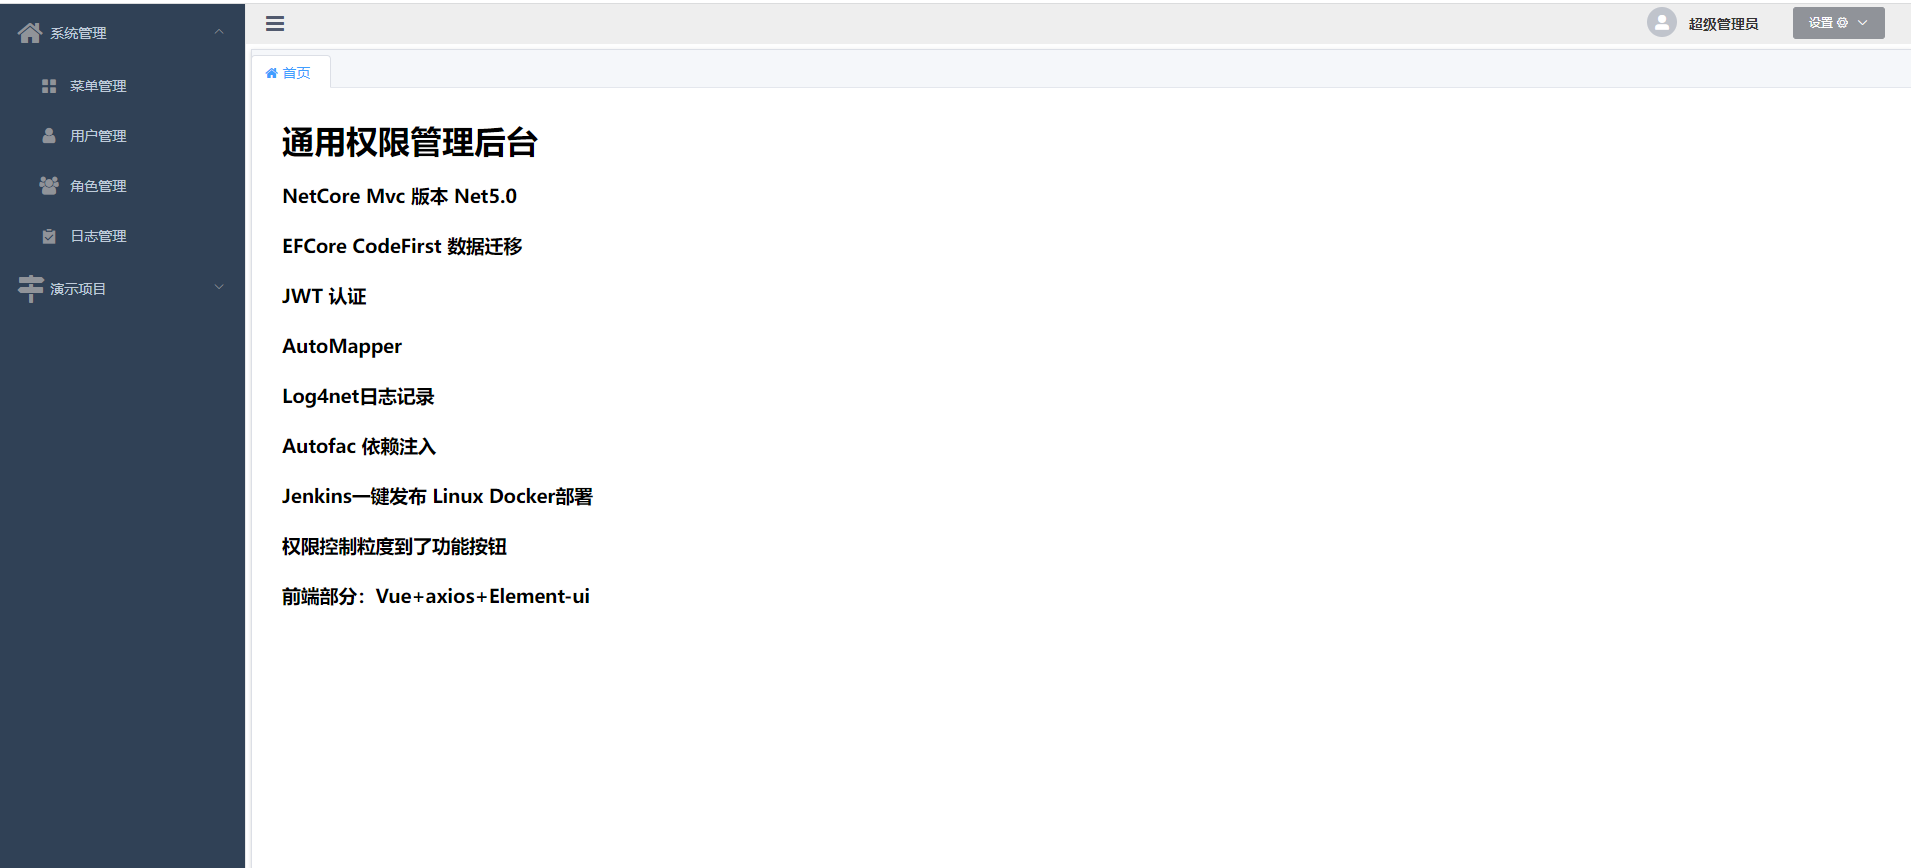 系统管理
菜单管理
用户管理
角色管理
日志管理
演示项目
超级管理员
设置
首页
通用权限管理后台
NetCore Mvc 版本 Net5.0
EFCore CodeFirst 数据迁移
JWT 认证
AutoMapper
Log4net日志记录
Autofac 依赖注入
Jenkins一键发布 Linux Docker部署
权限控制粒度到了功能按钮
前端部分：Vue+axios+Element-ui